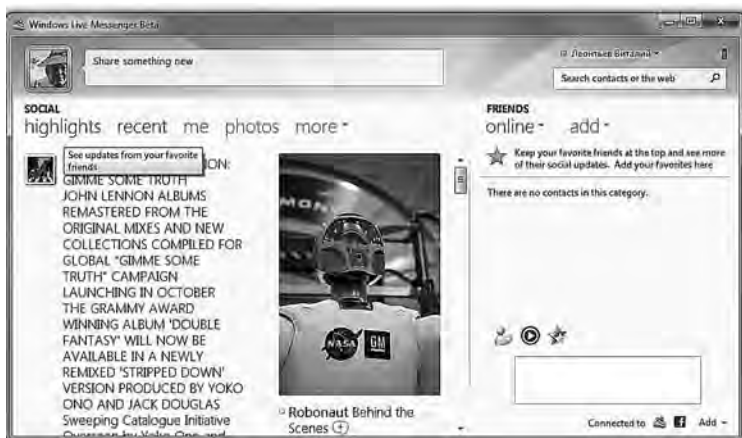 Windows Live Messenger Beta
Share something new
Леонтьев Виталий
Search contacts or the web
SOCIAL
highlights recent me photos more
See updates from your favorite
friends
ON:
GIMME SOME TRUTH
JOHN LENNON ALBUMS
REMASTERED FROM THE
ORIGINAL MIXES AND NEW
COLLECTIONS COMPILED FOR
GLOBAL "GIMME SOME
TRUTH" CAMPAIGN
LAUNCHING IN OCTOBER
THE GRAMMY AWARD
WINNING ALBUM 'DOUBLE
FANTASY' WILL NOW BE
AVAILABLE IN A NEWLY
REMIXED 'STRIPPED DOWN'
VERSION PRODUCED BY YOKO
ONO AND JACK DOUGLAS
Sweeping Catalogue Initiative
Overseen by Yoko Ono and
MON
NASA
GM
Robonaut Behind the
Scenes
FRIENDS
online add
Keep your favorite friends at the top and see more
of their social updates. Add your favorites here
There are no contacts in this category.
Connected to Add